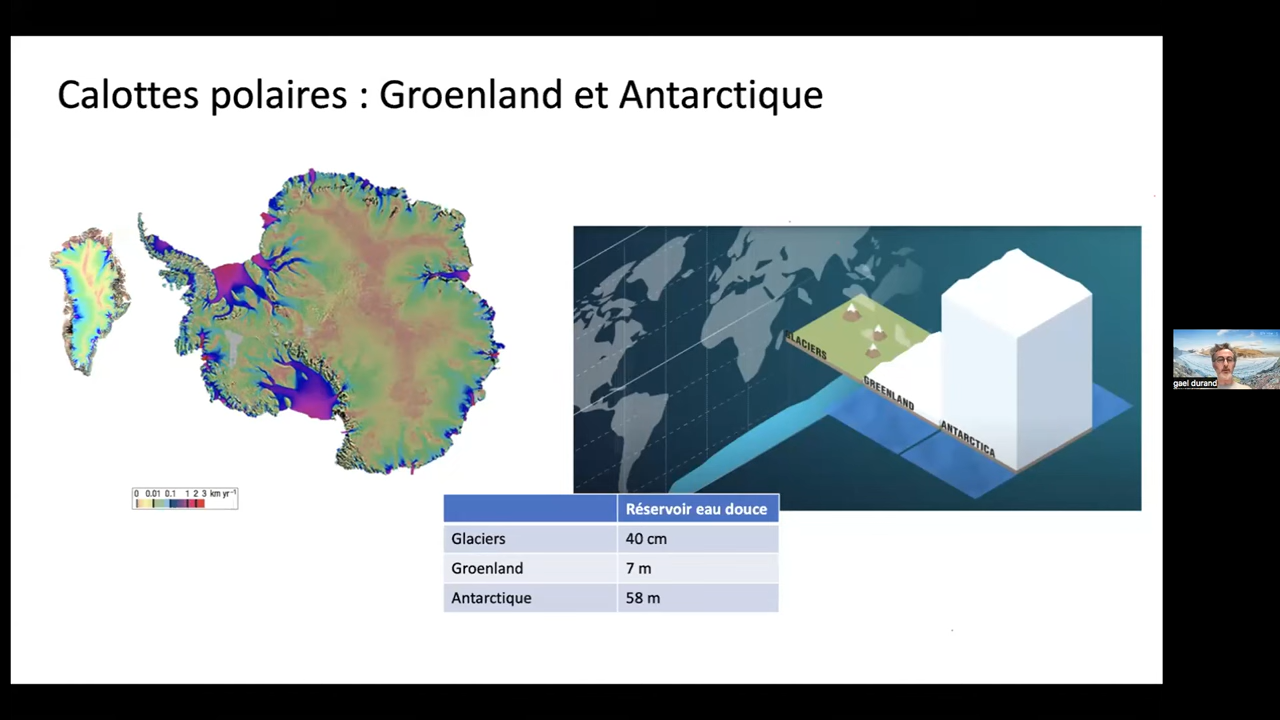 Calottes polaires : Groenland et Antarctique
0 0.01 0.1 1 2 3 km yr⁻¹
GLACIERS
GREENLAND
ANTARCTICA
Réservoir eau douce
Glaciers 40 cm
Groenland 7 m
Antarctique 58 m
gael durand